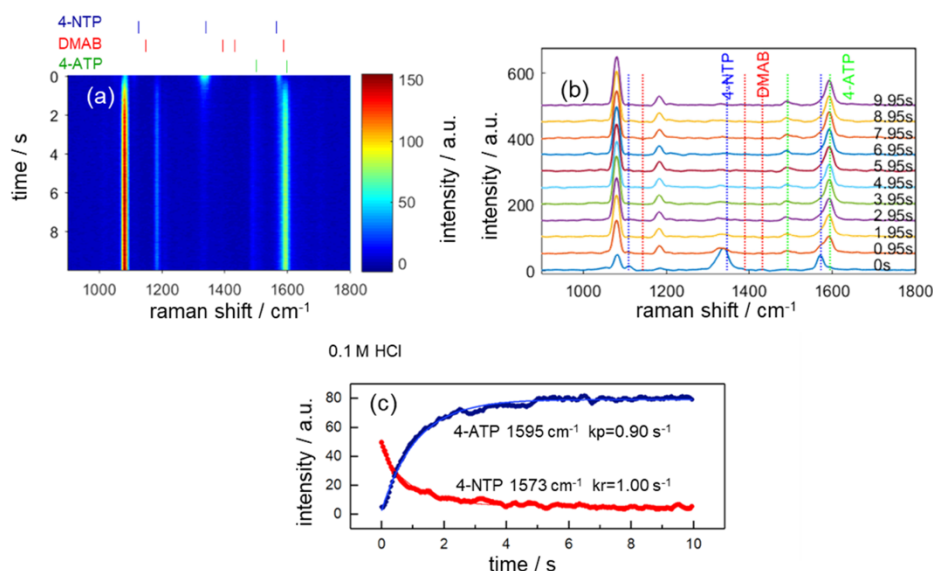 4-NTP
DMAB
4-ATP
(a)
0
2
4
6
8
time / s
1000
1200
1400
1600
1800
raman shift / cm⁻¹
150
100
50
0
intensity / a.u.
(b)
600
400
200
0
intensity / a.u.
4-NTP
DMAB
4-ATP
9.95s
8.95s
7.95s
6.95s
5.95s
4.95s
3.95s
2.95s
1.95s
0.95s
0s
1000
1200
1400
1600
1800
raman shift / cm⁻¹
0.1 M HCl
(c)
80
60
40
20
0
intensity / a.u.
4-ATP 1595 cm⁻¹ kp=0.90 s⁻¹
4-NTP 1573 cm⁻¹ kr=1.00 s⁻¹
0
2
4
6
8
10
time / s